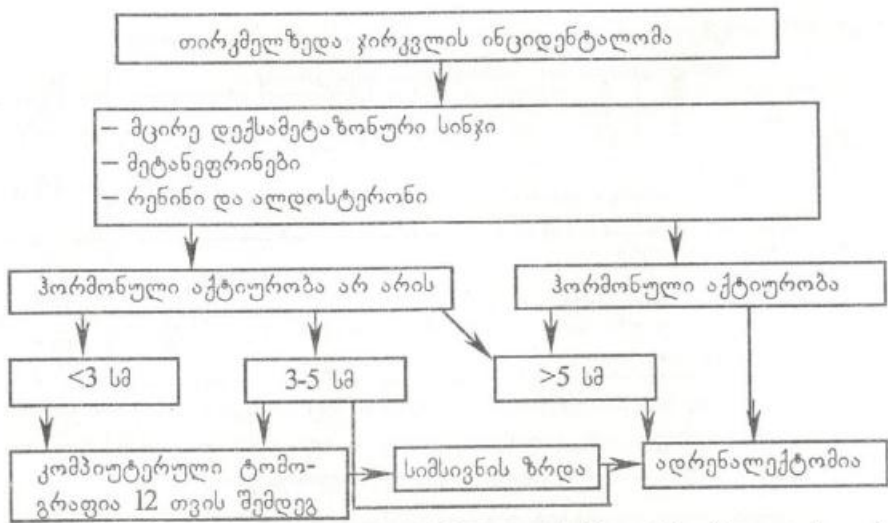 თირკმელზედა ჯირკვლის ინციდენტალომა
– მცირე დექსამეტაზონური სინჯი
– მეტანეფრინები
– რენინი და ალდოსტერონი
ჰორმონული აქტიურობა არ არის
ჰორმონული აქტიურობა
<3 სმ
3-5 სმ
>5 სმ
კომპიუტერული ტომო-
გრაფია 12 თვის შემდეგ
სიმსივნის ზრდა
ადრენალექტომია